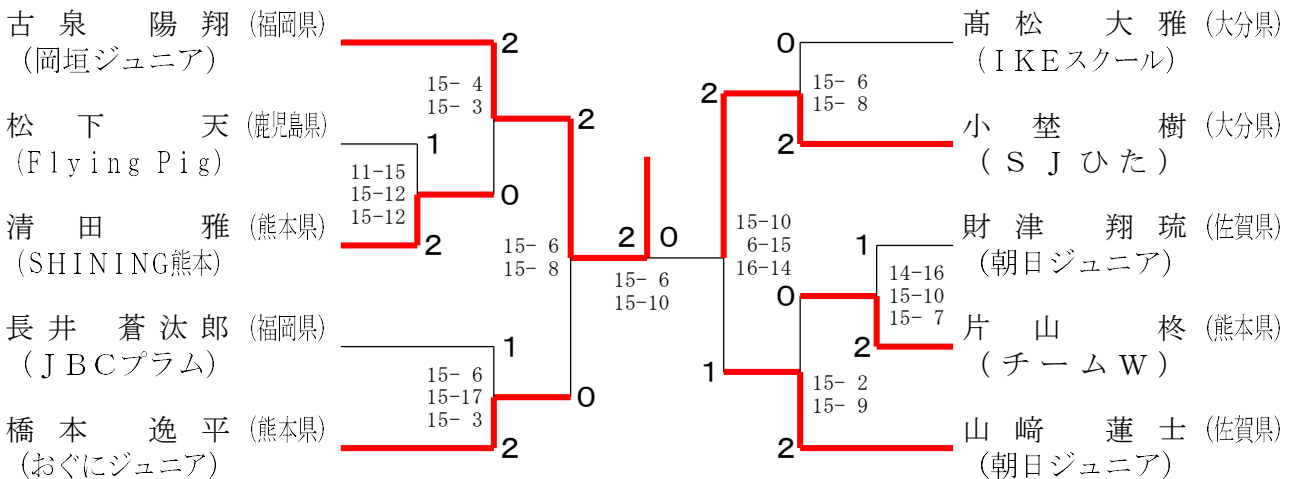 古泉 陽翔 (福岡県)
(岡垣ジュニア)
松下 天 (鹿児島県)
(Flying Pig)
清田 雅 (熊本県)
(SHINING熊本)
長井 蒼汰郎 (福岡県)
(JBCプラム)
橋本 逸平 (熊本県)
(おぐにジュニア)
2
15- 4
15- 3
1
11-15
15-12
15-12
2
0
2
15- 6
15- 8
1
15- 6
15-17
15- 3
2
0
2 0
15- 6
15-10
0
15- 6
15- 8
2
2
15-10
6-15
16-14
1
14-16
15-10
15- 7
2
0
1
15- 2
15- 9
2
髙松 大雅 (大分県)
(IKEスクール)
小埜 樹 (大分県)
(SJひた)
財津 翔琉 (佐賀県)
(朝日ジュニア)
片山 柊 (熊本県)
(チームW)
山﨑 蓮士 (佐賀県)
(朝日ジュニア)